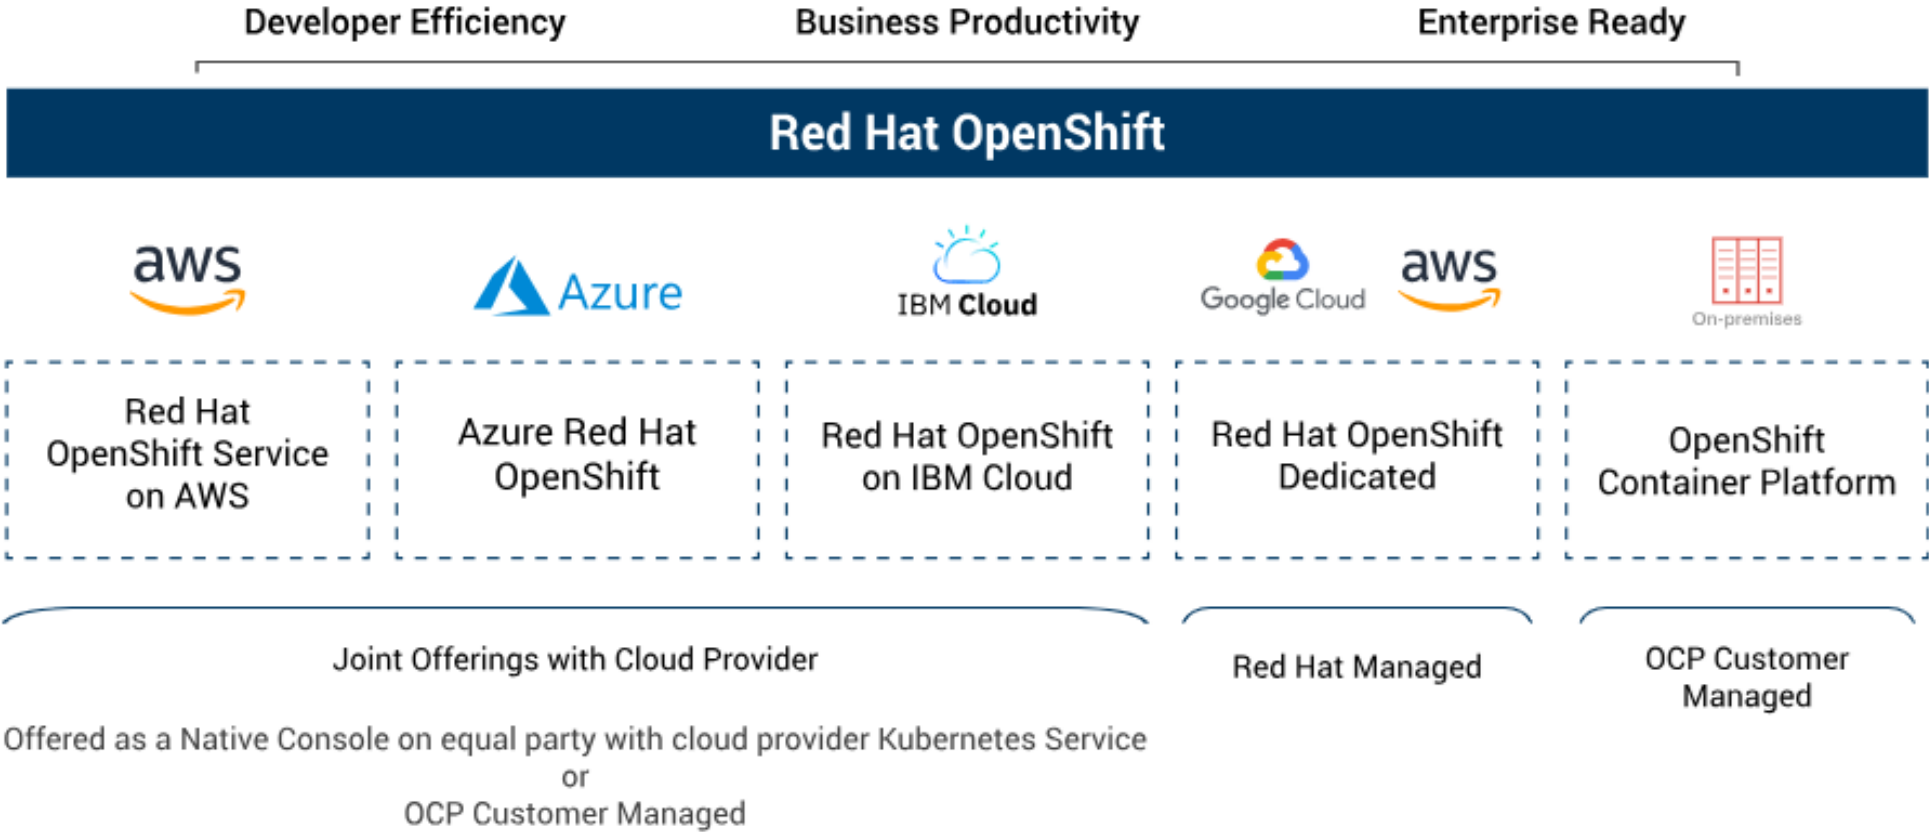 Developer Efficiency
Business Productivity
Enterprise Ready
Red Hat OpenShift
aws
Azure
IBM Cloud
Google Cloud
aws
On-premises
Red Hat
OpenShift Service
on AWS
Azure Red Hat
OpenShift
Red Hat OpenShift
on IBM Cloud
Red Hat OpenShift
Dedicated
OpenShift
Container Platform
Joint Offerings with Cloud Provider
Red Hat Managed
OCP Customer
Managed
Offered as a Native Console on equal party with cloud provider Kubernetes Service
or
OCP Customer Managed